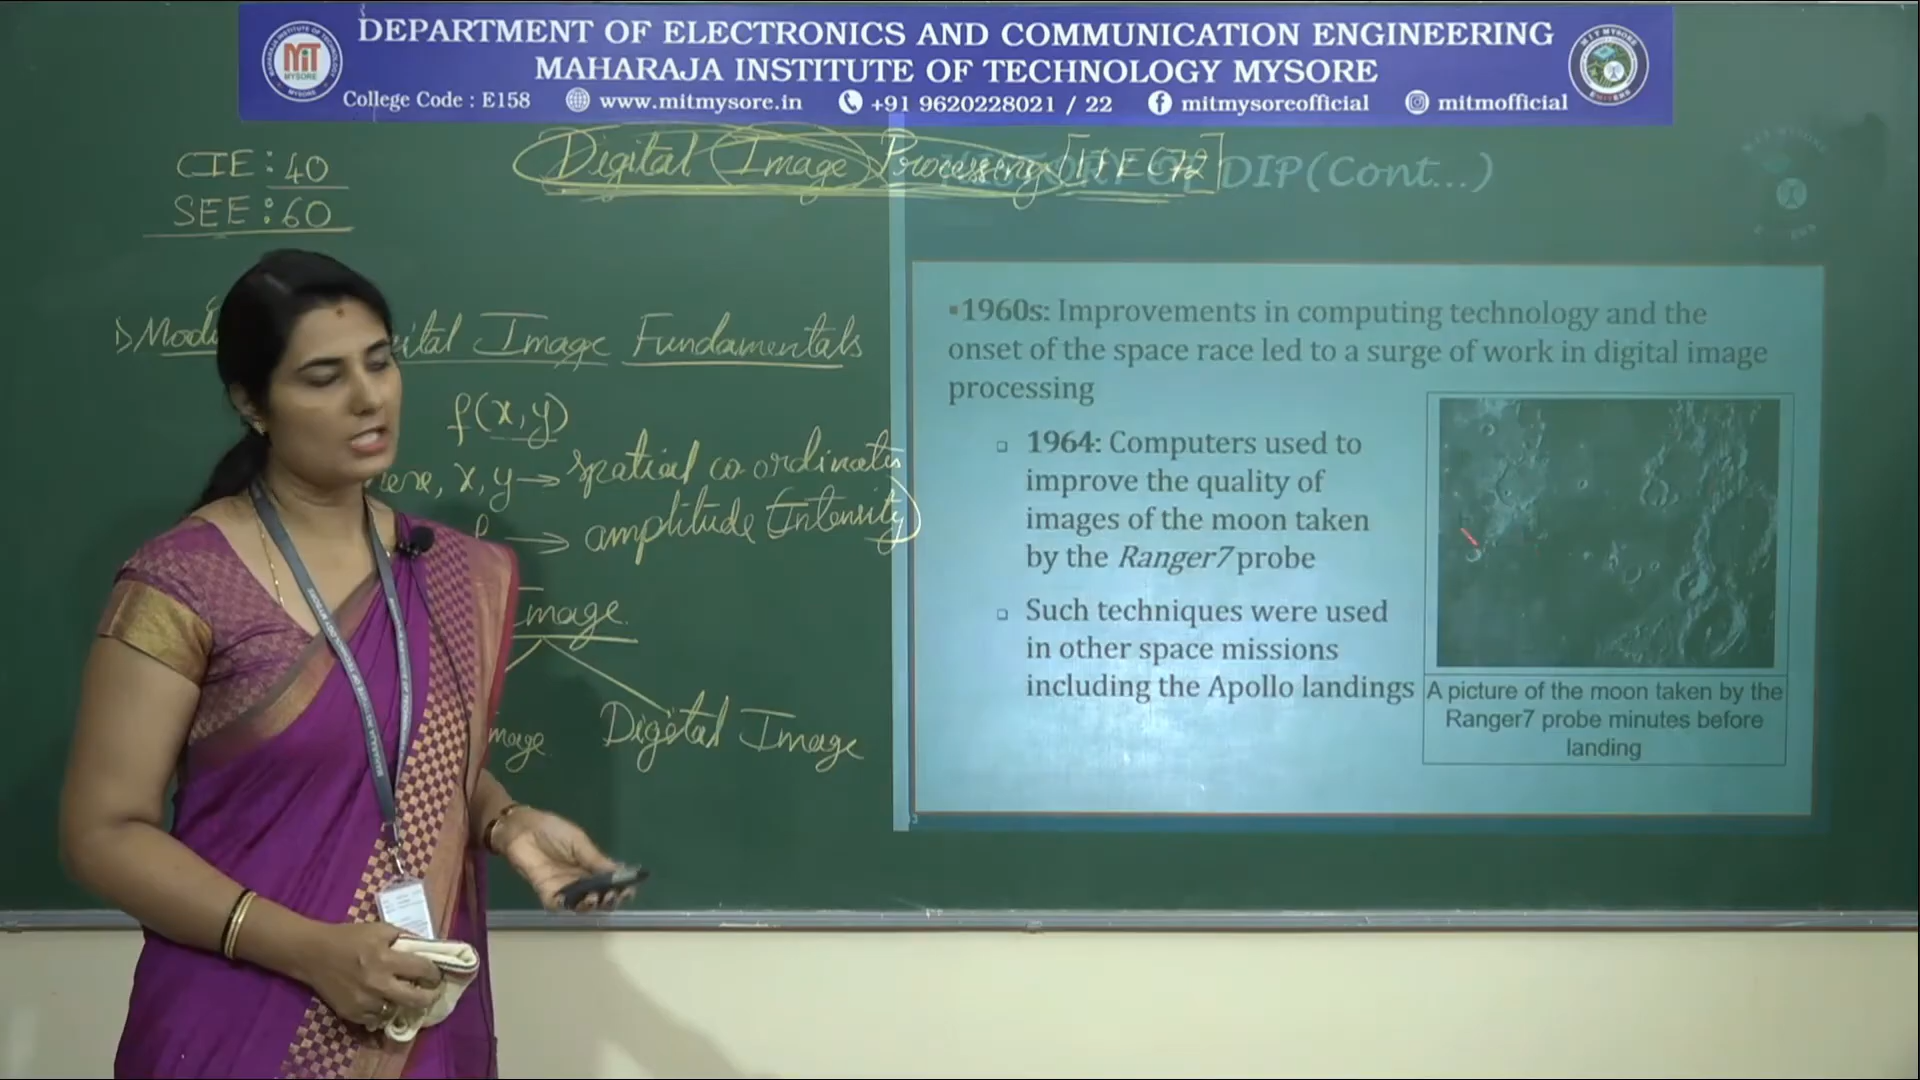 DEPARTMENT OF ELECTRONICS AND COMMUNICATION ENGINEERING
MAHARAJA INSTITUTE OF TECHNOLOGY MYSORE
College Code : E158 www.mitmysore.in +91 9620228021 / 22 mitmysoreofficial mitmofficial
MIT
MYSORE
CIE : 40
SEE : 60
Digital Image Processing
DIP(Cont...)
Image Fundamentals
f(x,y)
x, y → spatial co ordinates
→ amplitude (Intensity)
Image
Digital Image
▪1960s: Improvements in computing technology and the
onset of the space race led to a surge of work in digital image
processing
1964: Computers used to
improve the quality of
images of the moon taken
by the Ranger7 probe
Such techniques were used
in other space missions
including the Apollo landings
A picture of the moon taken by the
Ranger7 probe minutes before
landing